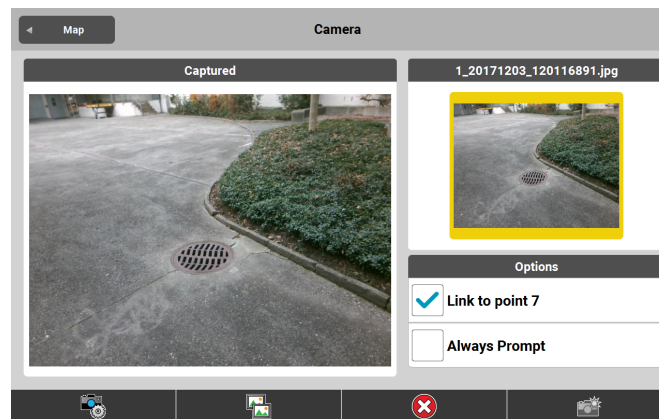 Map
Camera
Captured
1_20171203_120116891.jpg
Options
Link to point 7
Always Prompt